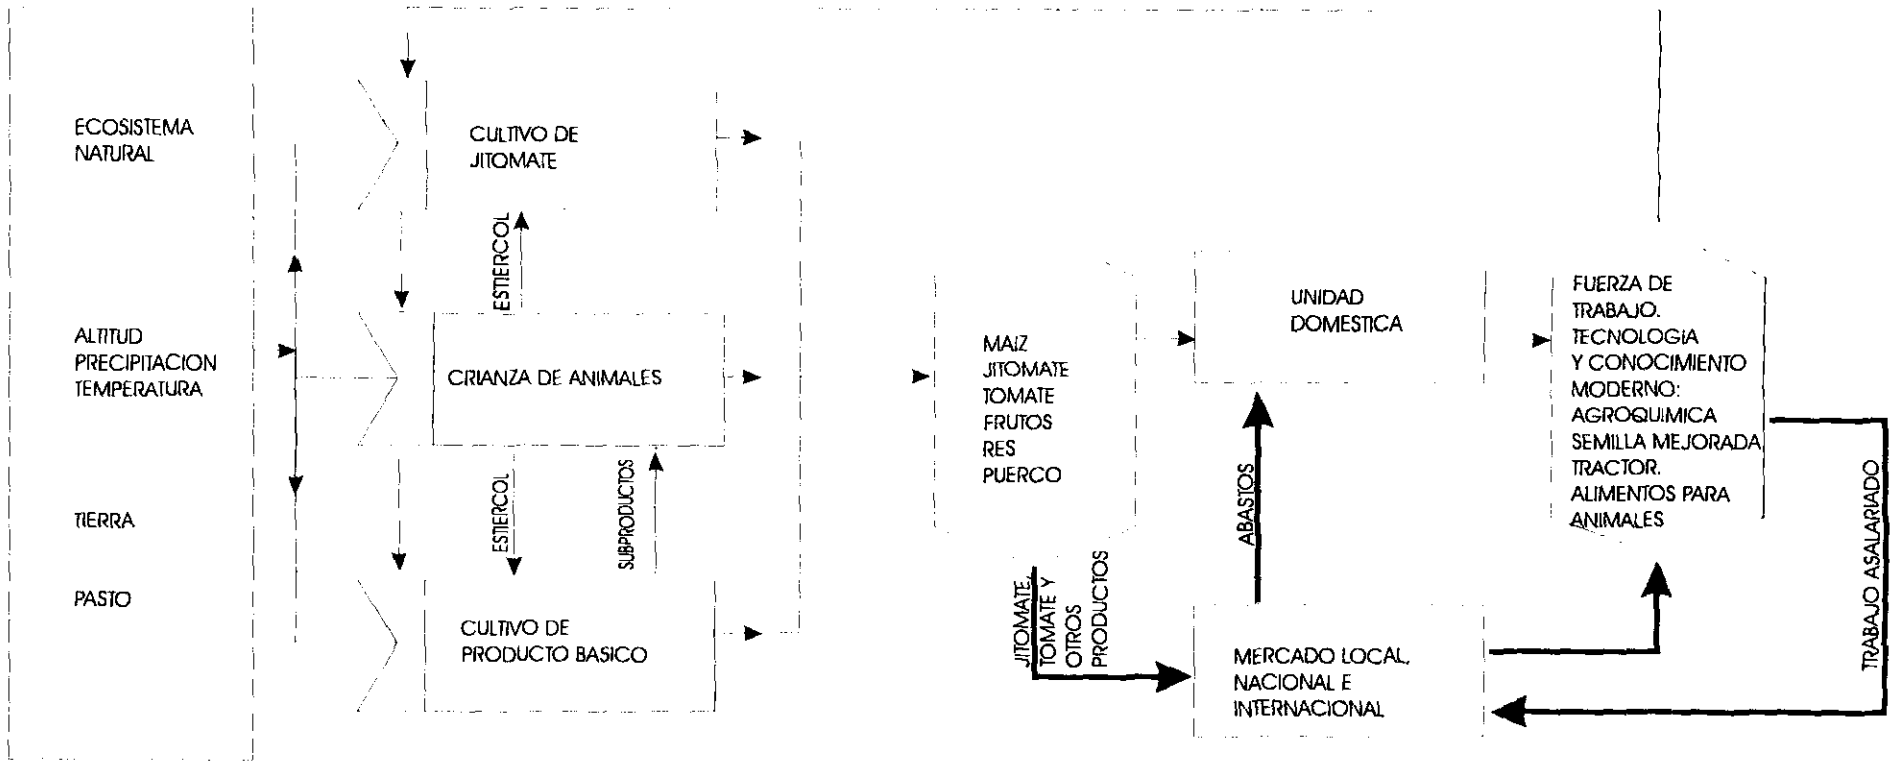 ECOSISTEMA
NATURAL
ALTITUD
PRECIPITACION
TEMPERATURA
TIERRA
PASTO
CULTIVO DE
JITOMATE
ESTIERCOL
CRIANZA DE ANIMALES
ESTIERCOL
SUBPRODUCTOS
CULTIVO DE
PRODUCTO BASICO
MAIZ
JITOMATE
TOMATE
FRUTOS
RES
PUERCO
JITOMATE,
TOMATE Y
OTROS
PRODUCTOS
UNIDAD
DOMESTICA
ABASTOS
MERCADO LOCAL,
NACIONAL E
INTERNACIONAL
FUERZA DE
TRABAJO.
TECNOLOGIA
Y CONOCIMIENTO
MODERNO:
AGROQUIMICA
SEMILLA MEJORADA
TRACTOR.
ALIMENTOS PARA
ANIMALES
TRABAJO ASALARIADO